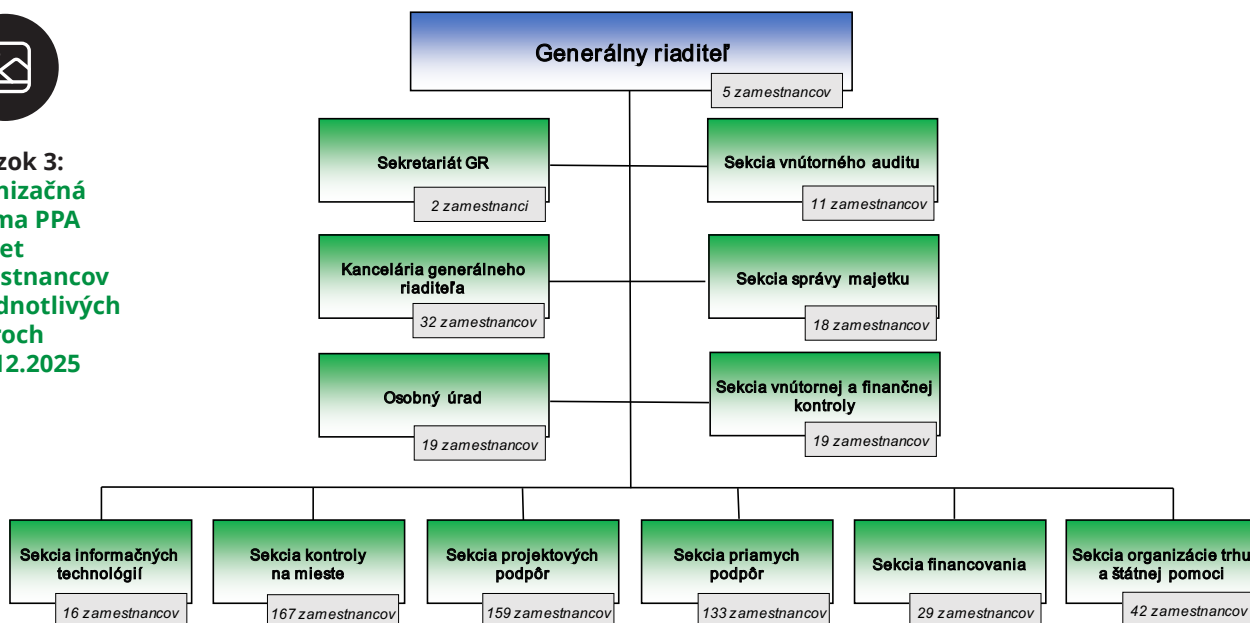 Generálny riaditeľ
5 zamestnancov
zok 3:
nizačná
ma PPA
et
stnancov
dnotlivých
roch
12.2025
Sekretariát GR
2 zamestnanci
Sekcia vnútorného auditu
11 zamestnancov
Kancelária generálneho
riaditeľa
32 zamestnancov
Sekcia správy majetku
18 zamestnancov
Osobný úrad
19 zamestnancov
Sekcia vnútornej a finančnej
kontroly
19 zamestnancov
Sekcia informačných
technológií
16 zamestnancov
Sekcia kontroly
na mieste
167 zamestnancov
Sekcia projektových
podpôr
159 zamestnancov
Sekcia priamych
podpôr
133 zamestnancov
Sekcia financovania
29 zamestnancov
Sekcia organizácie trhu
a štátnej pomoci
42 zamestnancov